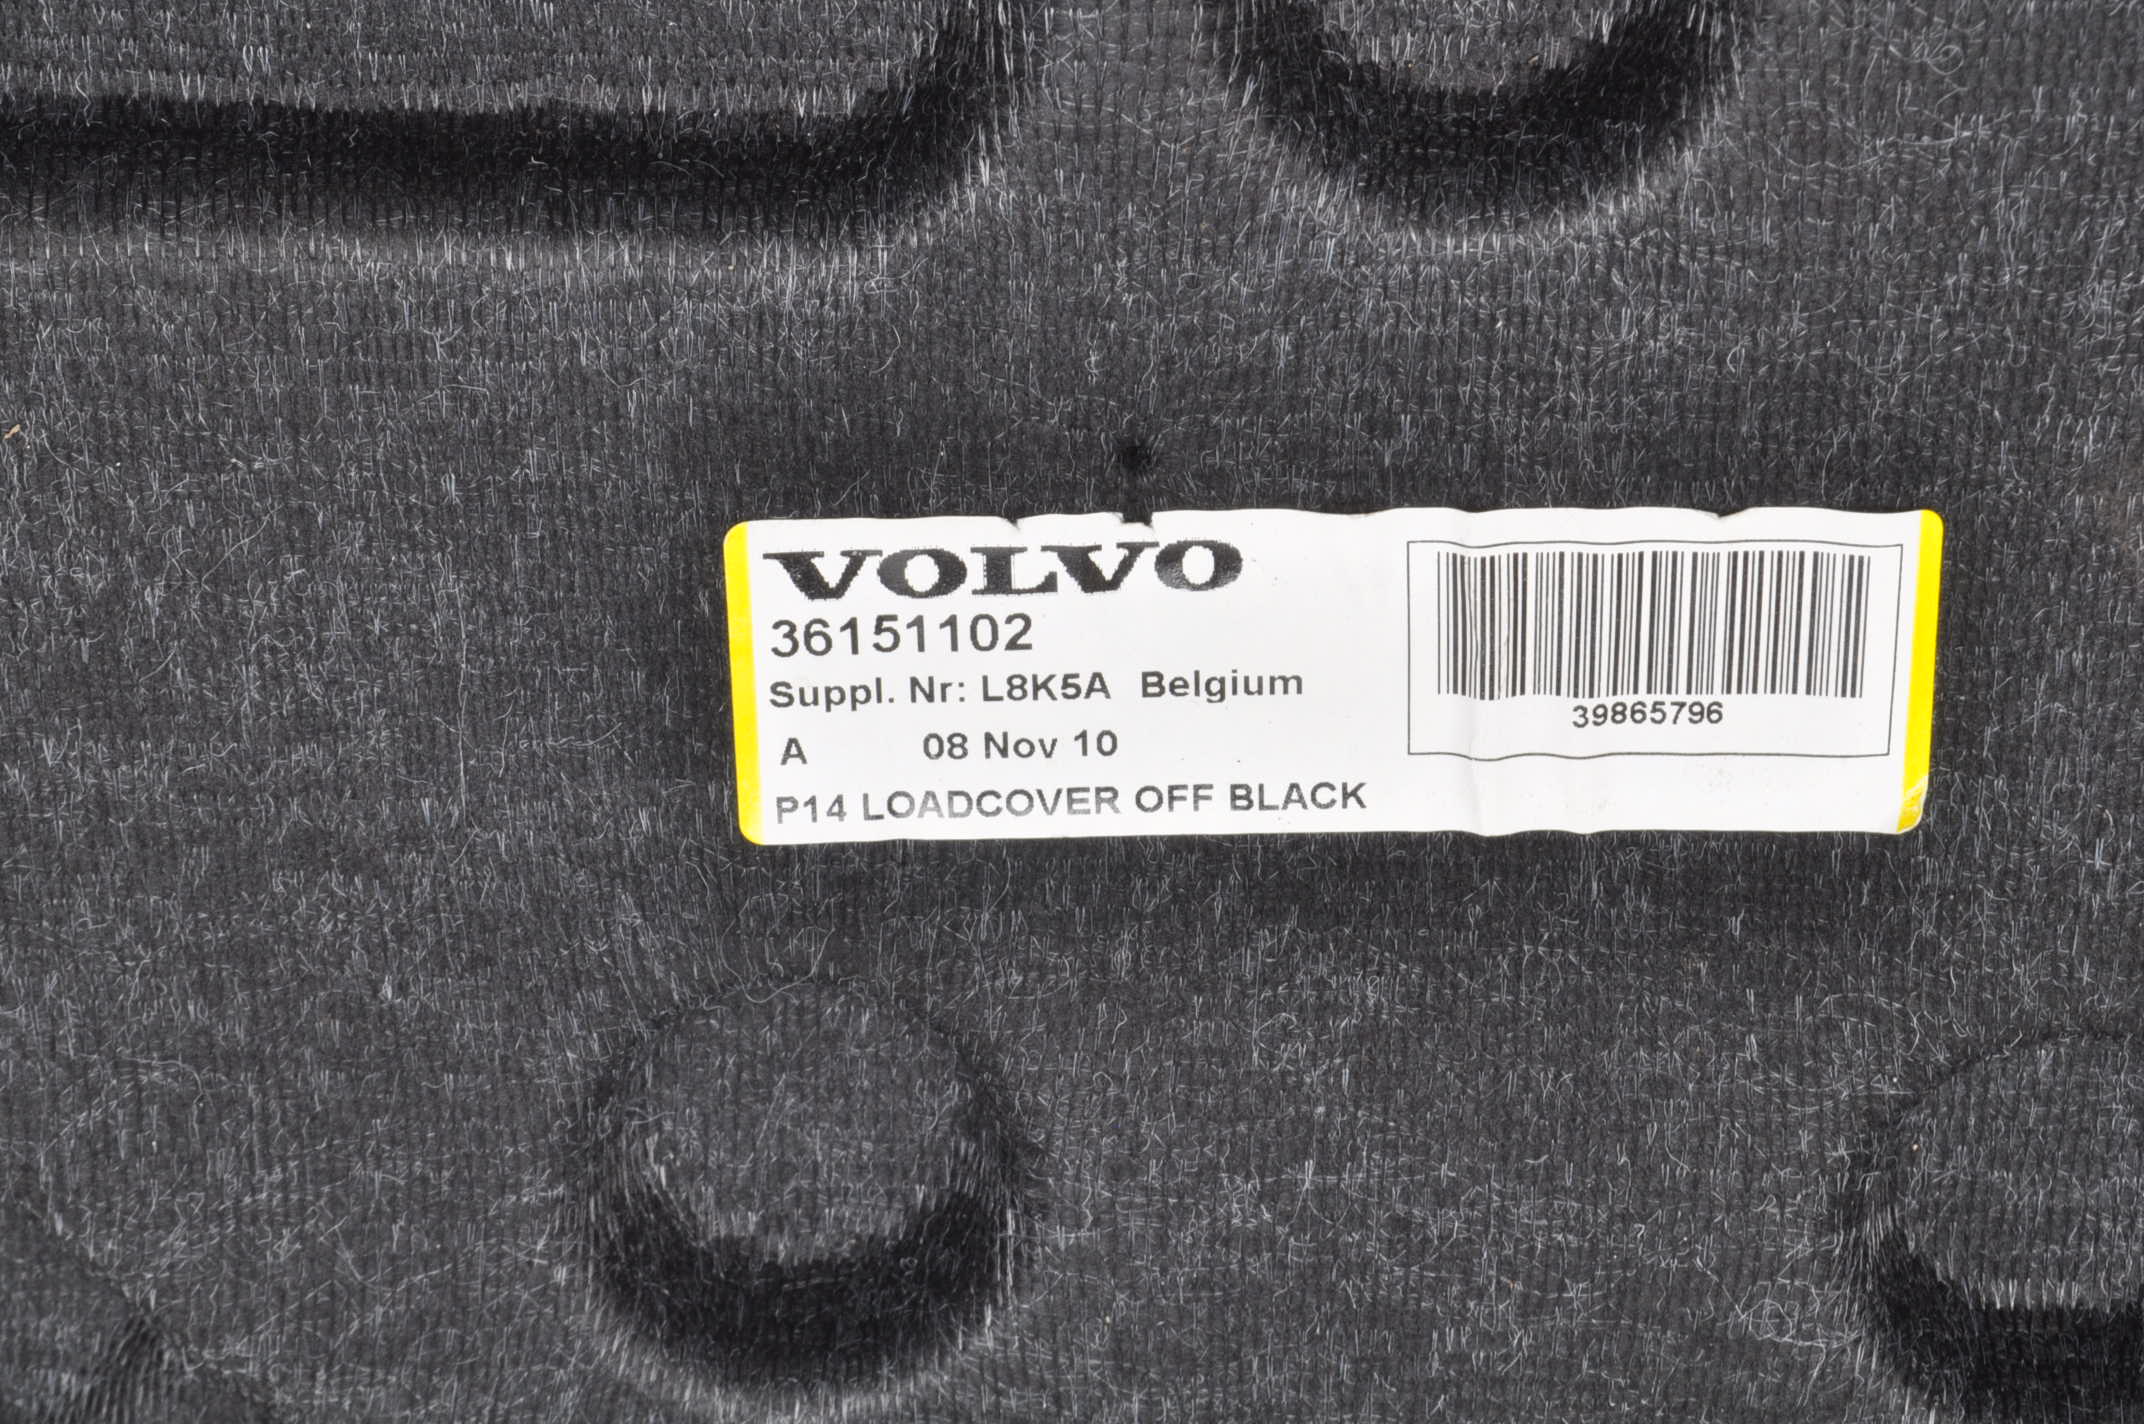 VOLVO
36151102
Suppl. Nr: L8K5A Belgium
A 08 Nov 10
P14 LOADCOVER OFF BLACK
39865796